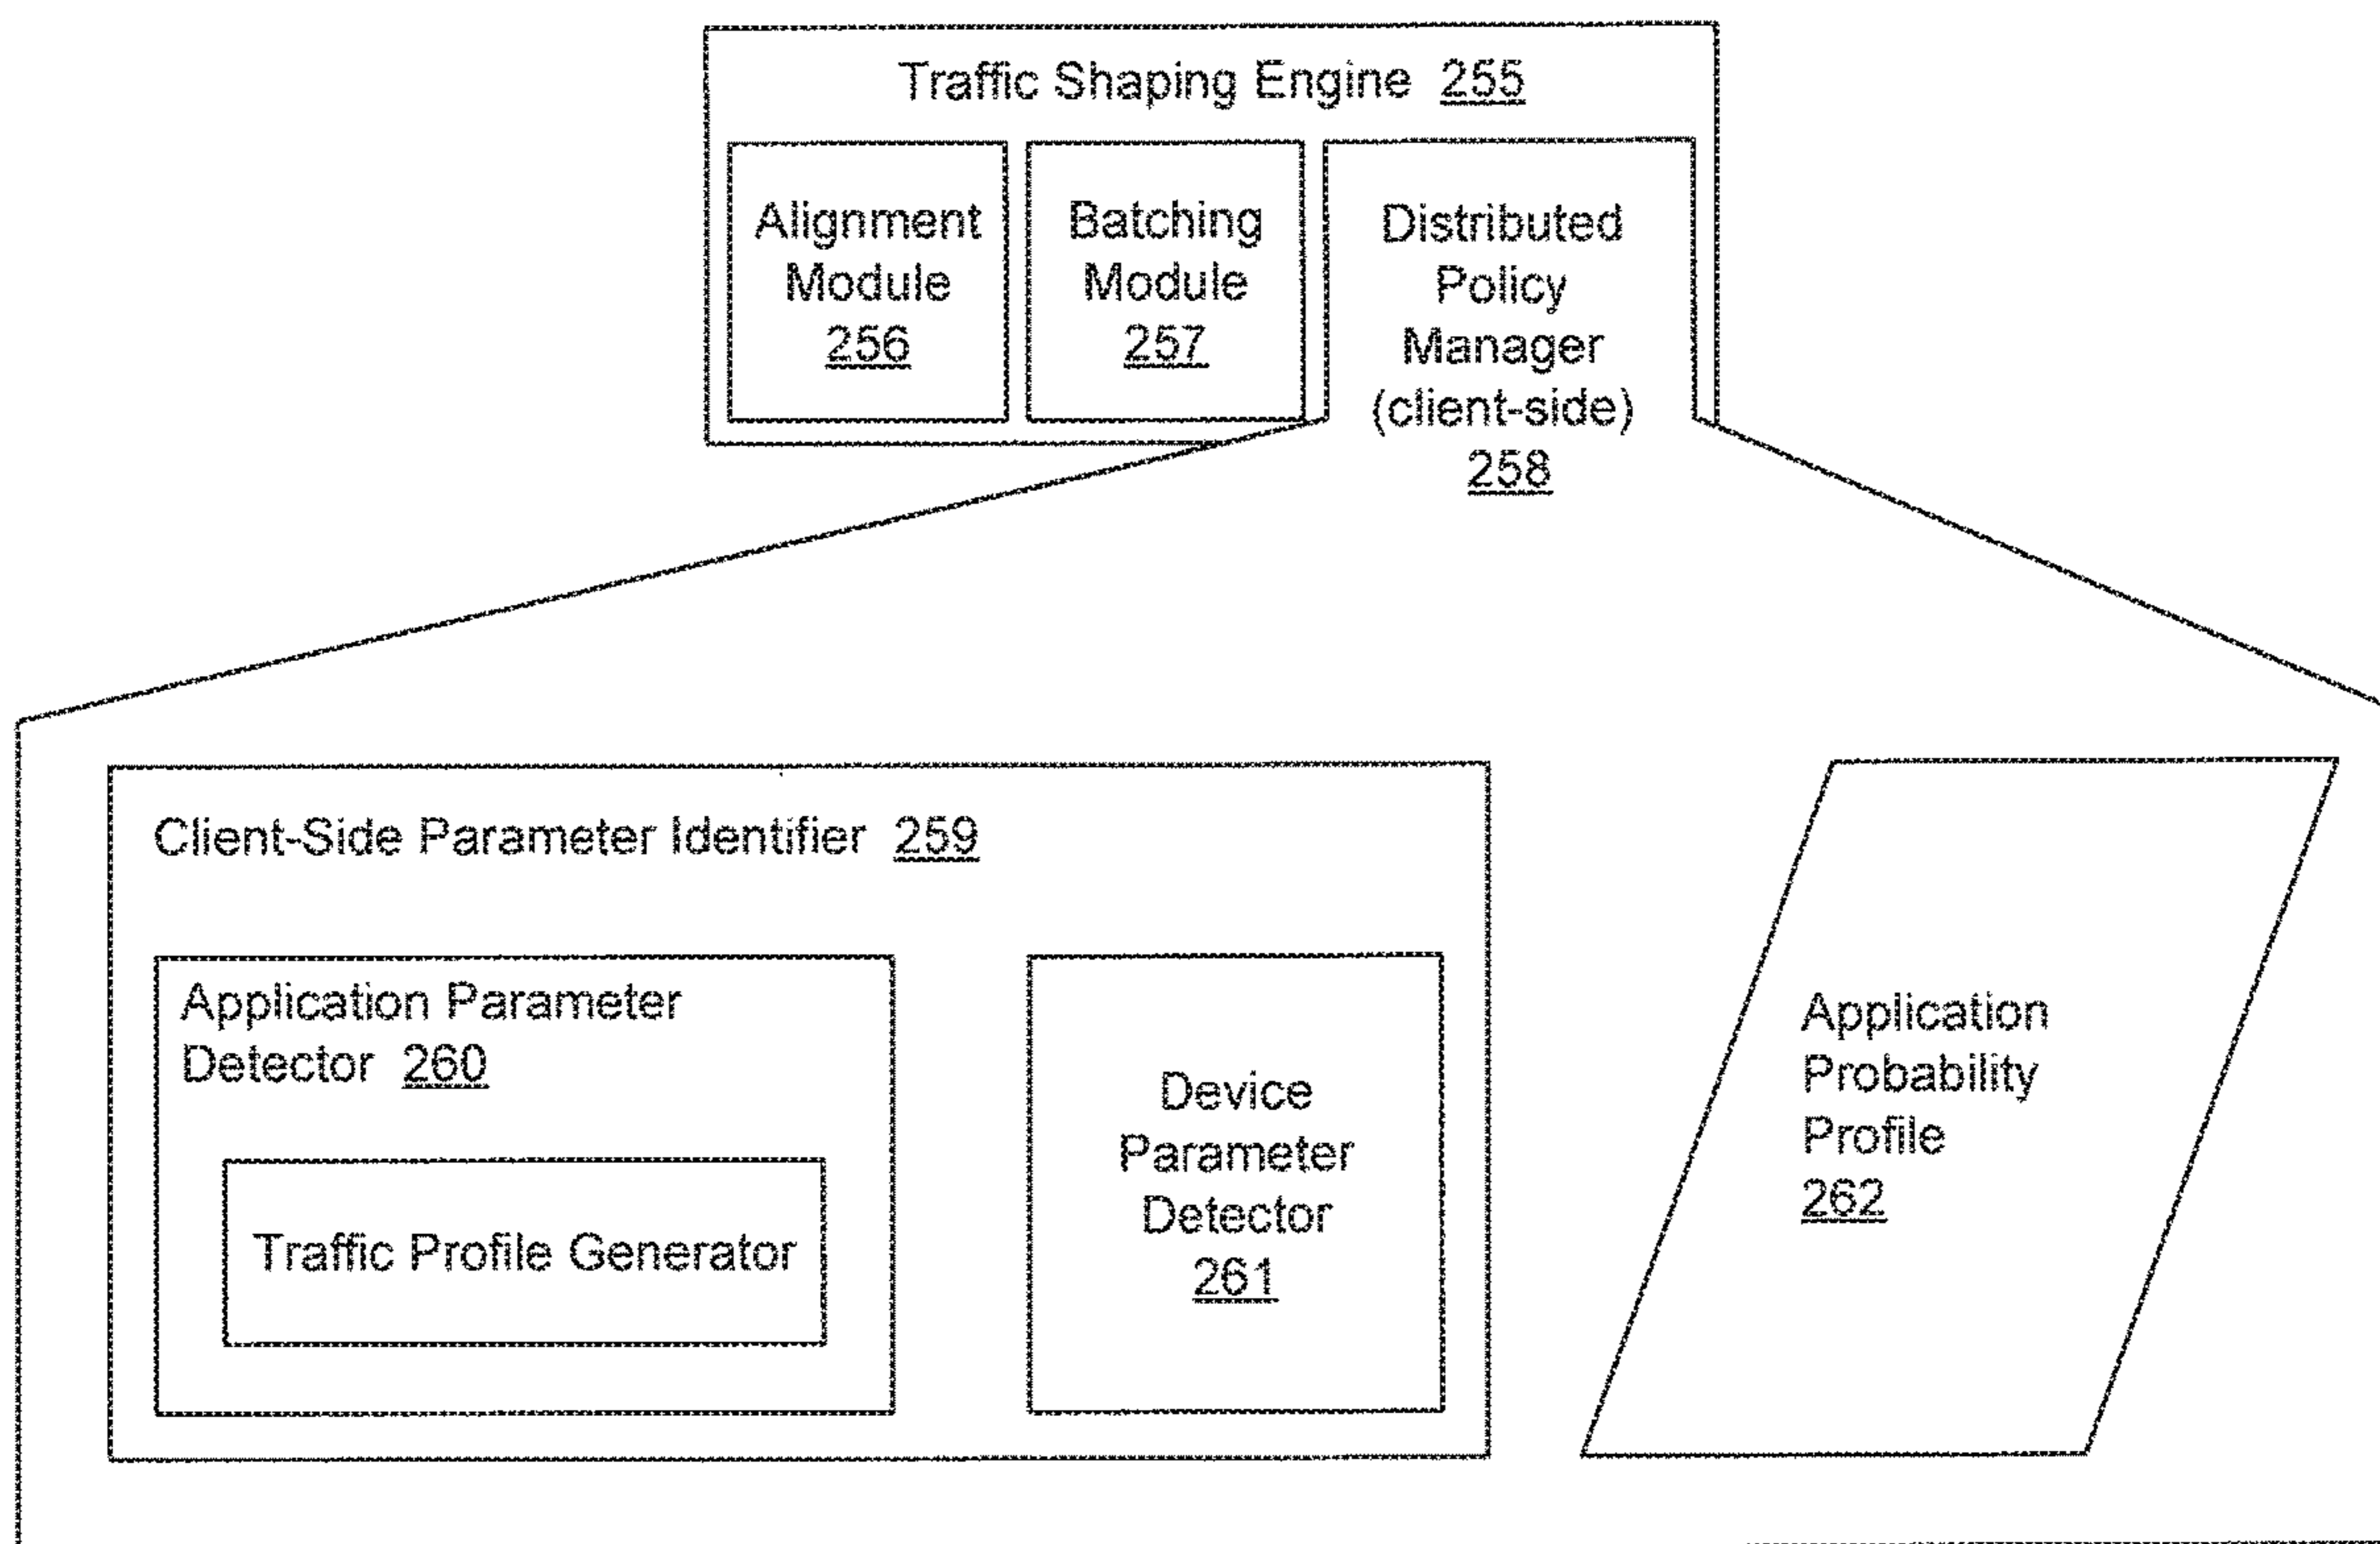 Traffic Shaping Engine 255
Alignment
Module
256
Batching
Module
257
Distributed
Policy
Manager
(client-side)
258
Client-Side Parameter Identifier 259
Application Parameter
Detector 260
Traffic Profile Generator
Device
Parameter
Detector
261
Application
Probability
Profile
262